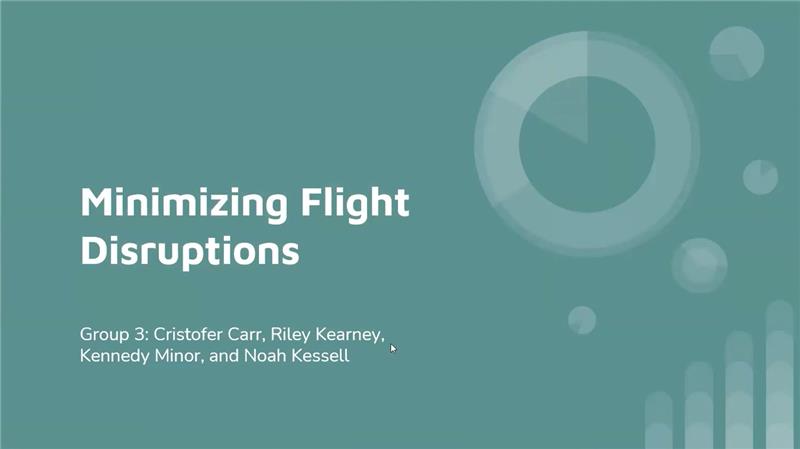 Minimizing Flight
Disruptions
Group 3: Cristofer Carr, Riley Kearney,
Kennedy Minor, and Noah Kessell